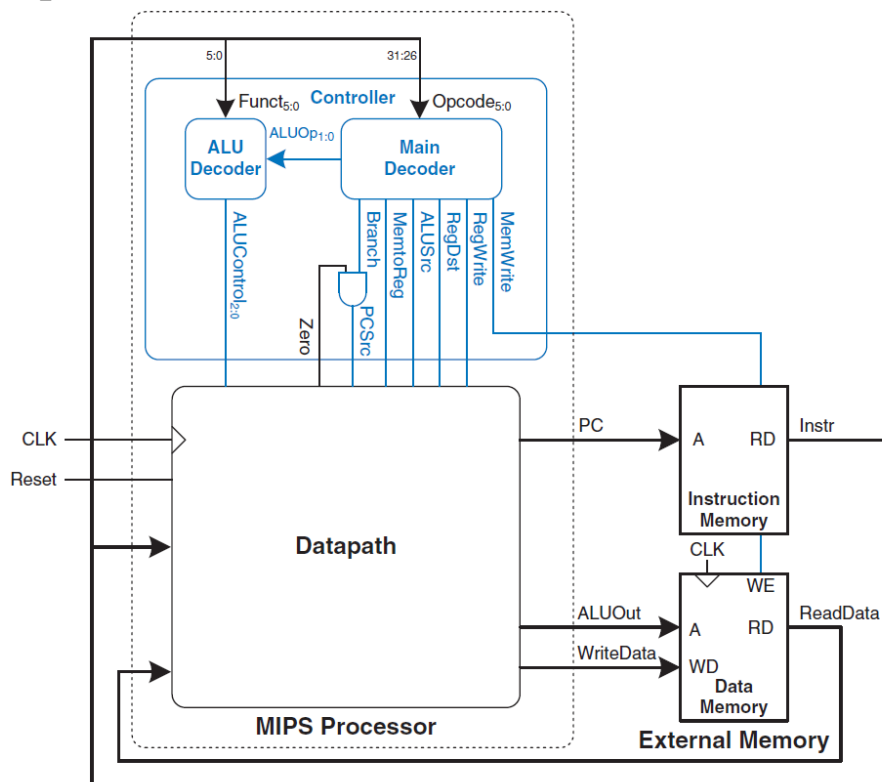 5:0
31:26
Funct5:0
Controller
Opcode5:0
ALU
Decoder
ALUOp1:0
Main
Decoder
ALUControl2:0
Branch
MemtoReg
ALUSrc
RegDst
RegWrite
MemWrite
Zero
PCSrc
CLK
Reset
Datapath
PC
A
RD
Instr
Instruction
Memory
CLK
WE
ALUOut
A
RD
ReadData
WriteData
WD
Data
Memory
MIPS Processor
External Memory